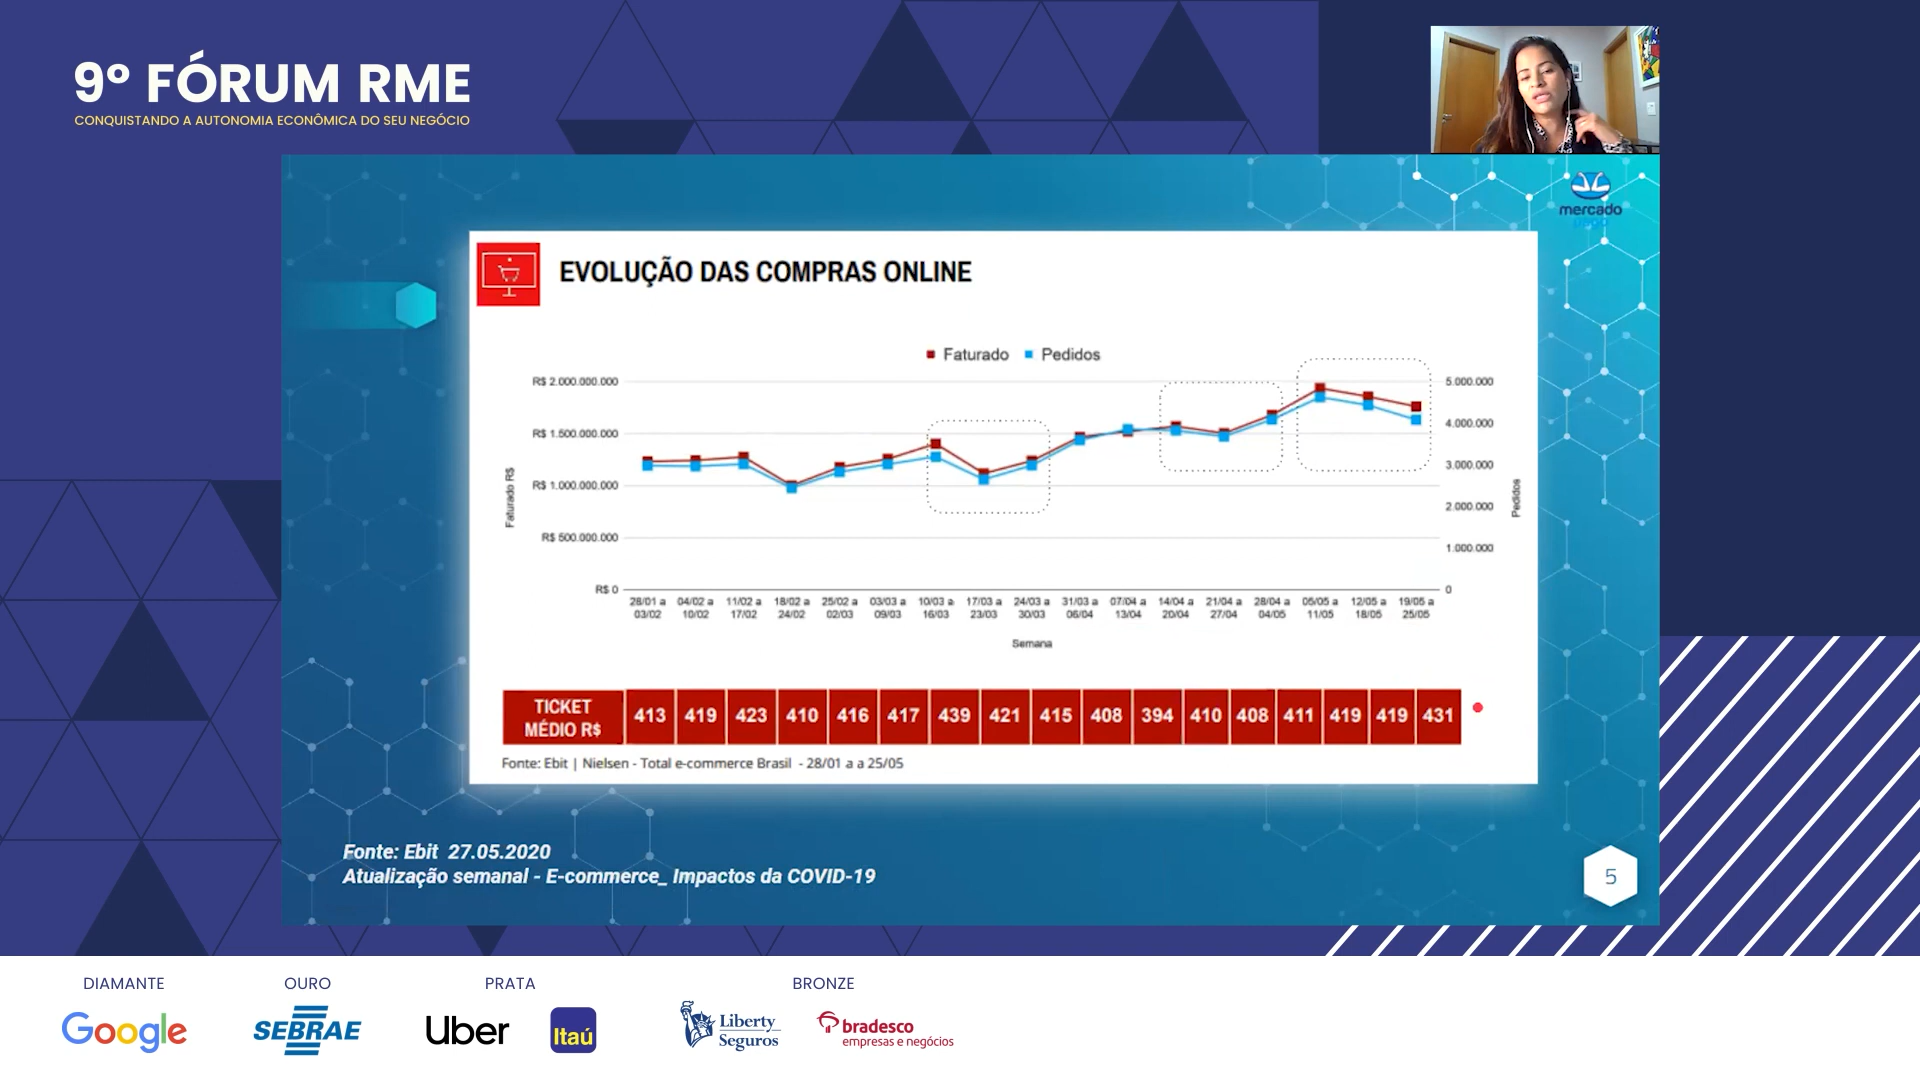 9º FÓRUM RME
CONQUISTANDO A AUTONOMIA ECONÔMICA DO SEU NEGÓCIO
mercado
pago
EVOLUÇÃO DAS COMPRAS ONLINE
Faturado Pedidos
R$ 2.000.000.000
R$ 1.500.000.000
R$ 1.000.000.000
R$ 500.000.000
R$ 0
Faturado R$
5.000.000
4.000.000
3.000.000
2.000.000
1.000.000
0
Pedidos
28/01 a 04/02 a 11/02 a 18/02 a 25/02 a 03/03 a 10/03 a 17/03 a 24/03 a 31/03 a 07/04 a 14/04 a 21/04 a 28/04 a 05/05 a 12/05 a 19/05 a
03/02 10/02 17/02 24/02 02/03 09/03 16/03 23/03 30/03 06/04 13/04 20/04 27/04 04/05 11/05 18/05 25/05
Semana
TICKET
MÉDIO R$
413 419 423 410 416 417 439 421 415 408 394 410 408 411 419 419 431
Fonte: Ebit | Nielsen - Total e-commerce Brasil - 28/01 a a 25/05
Fonte: Ebit 27.05.2020
Atualização semanal - E-commerce_ Impactos da COVID-19
5
DIAMANTE OURO PRATA BRONZE
Google
SEBRAE
Uber
Itaú
Liberty
Seguros
bradesco
empresas e negócios